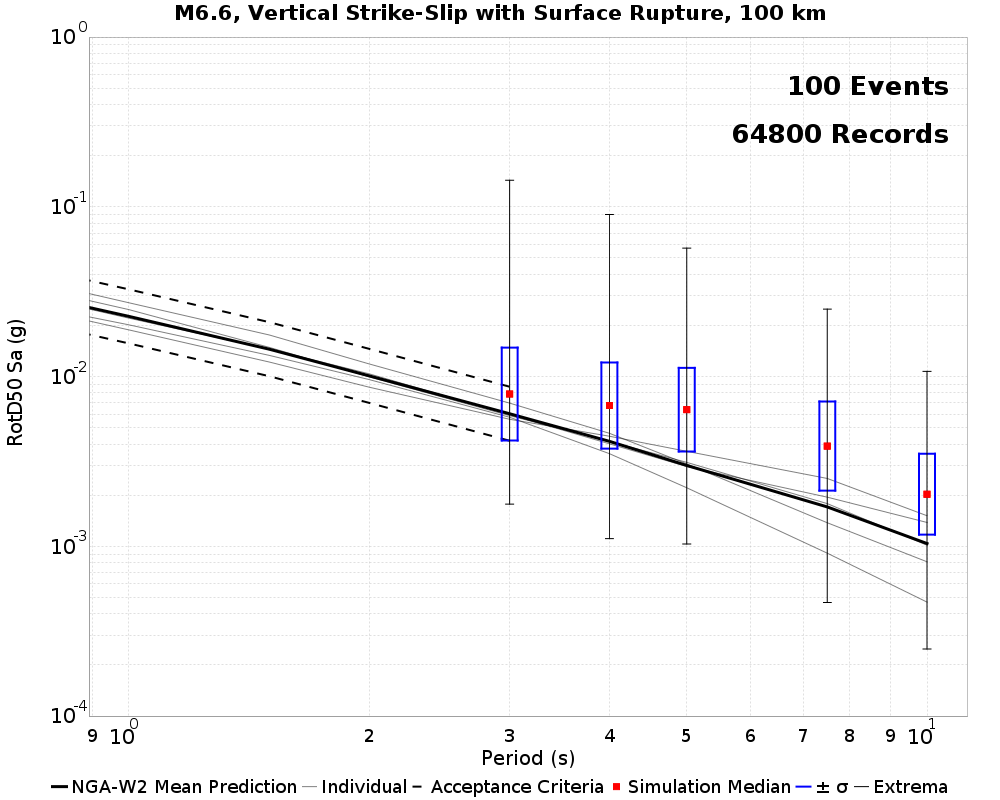 M6.6, Vertical Strike-Slip with Surface Rupture, 100 km
100 Events
64800 Records
RotD50 Sa (g)
10^0
10^-1
10^-2
10^-3
10^-4
9 10^0 2 3 4 5 6 7 8 9 10^1
Period (s)
NGA-W2 Mean Prediction Individual Acceptance Criteria Simulation Median ± σ Extrema